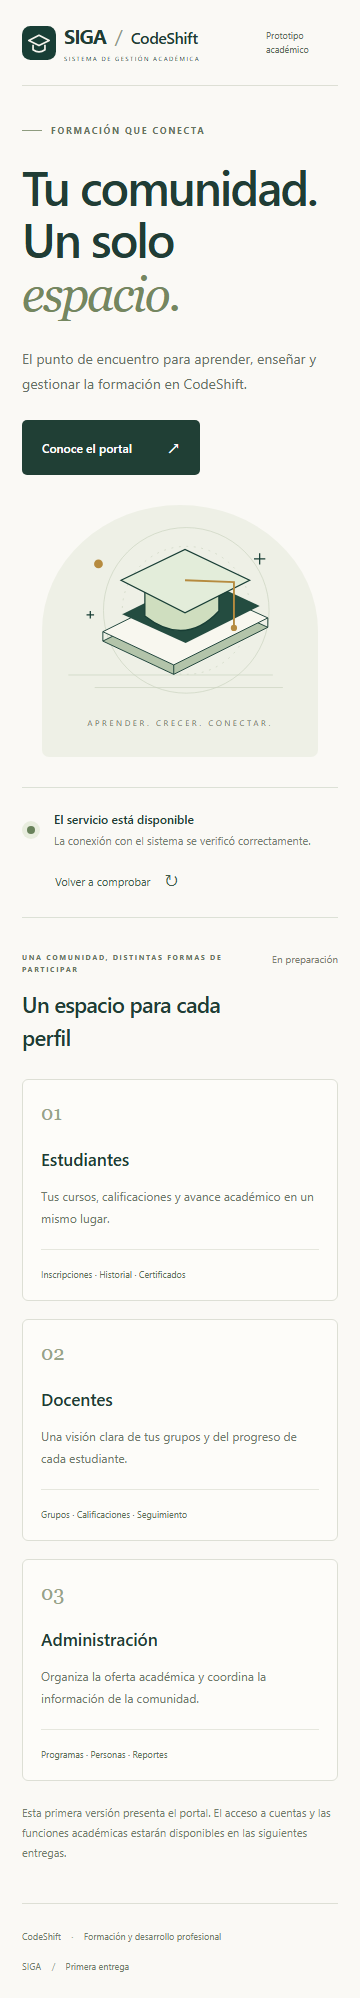 SIGA / CodeShift
SISTEMA DE GESTIÓN ACADÉMICA
Prototipo
académico
FORMACIÓN QUE CONECTA
Tu comunidad.
Un solo
espacio.
El punto de encuentro para aprender, enseñar y
gestionar la formación en CodeShift.
Conoce el portal ↗
APRENDER. CRECER. CONECTAR.
El servicio está disponible
La conexión con el sistema se verificó correctamente.
Volver a comprobar ↻
UNA COMUNIDAD, DISTINTAS FORMAS DE
PARTICIPAR
En preparación
Un espacio para cada
perfil
01
Estudiantes
Tus cursos, calificaciones y avance académico en un
mismo lugar.
Inscripciones · Historial · Certificados
02
Docentes
Una visión clara de tus grupos y del progreso de
cada estudiante.
Grupos · Calificaciones · Seguimiento
03
Administración
Organiza la oferta académica y coordina la
información de la comunidad.
Programas · Personas · Reportes
Esta primera versión presenta el portal. El acceso a cuentas y las
funciones académicas estarán disponibles en las siguientes
entregas.
CodeShift · Formación y desarrollo profesional
SIGA / Primera entrega